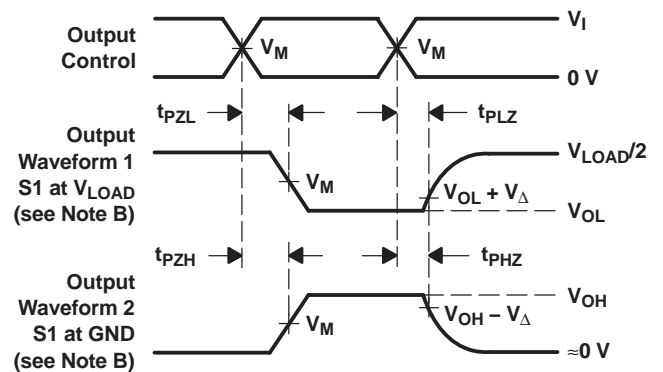 Output
Control
V_M
V_M
V_I
0 V
t_PZL
t_PLZ
Output
Waveform 1
S1 at V_LOAD
(see Note B)
V_M
V_LOAD/2
V_OL + V_Δ
V_OL
t_PZH
t_PHZ
Output
Waveform 2
S1 at GND
(see Note B)
V_M
V_OH
V_OH – V_Δ
≈0 V